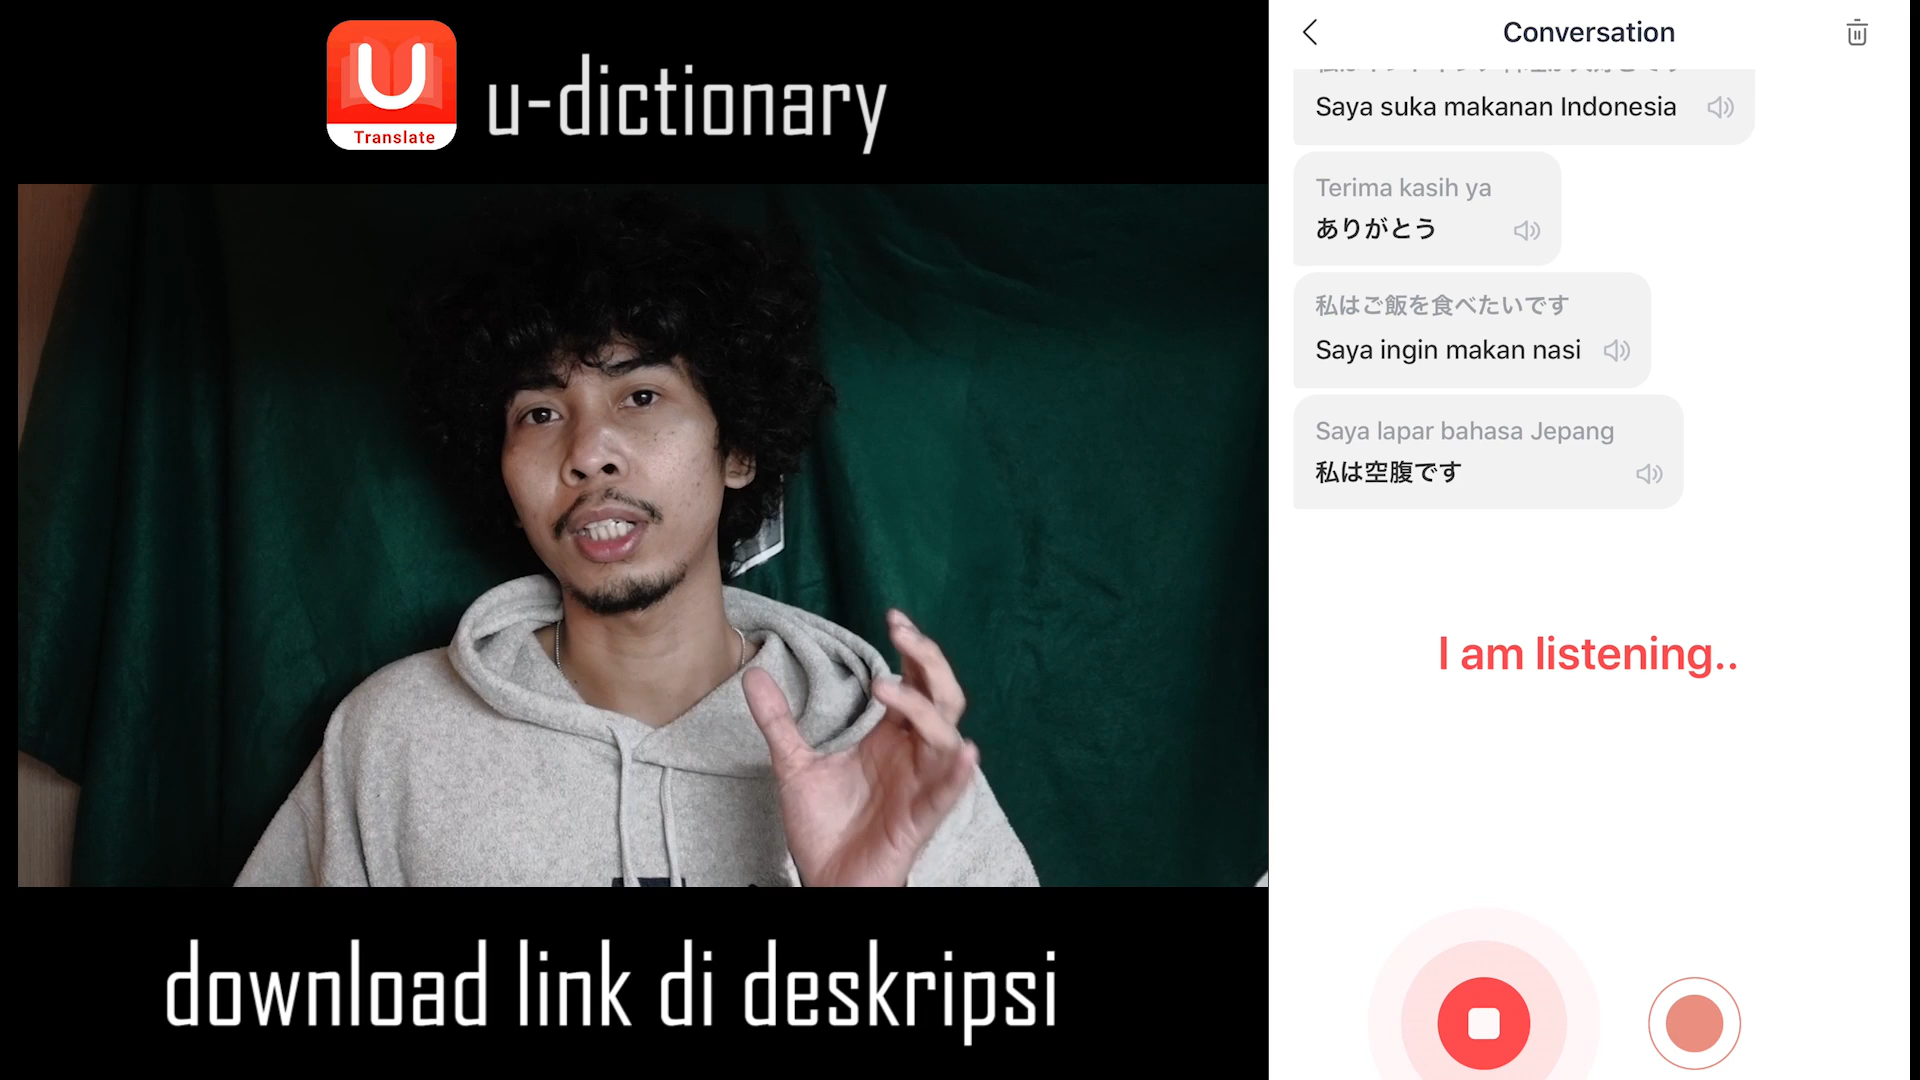 U
Translate
u-dictionary
download link di deskripsi
Conversation
Saya suka makanan Indonesia
Terima kasih ya
ありがとう
私はご飯を食べたいです
Saya ingin makan nasi
Saya lapar bahasa Jepang
私は空腹です
I am listening..